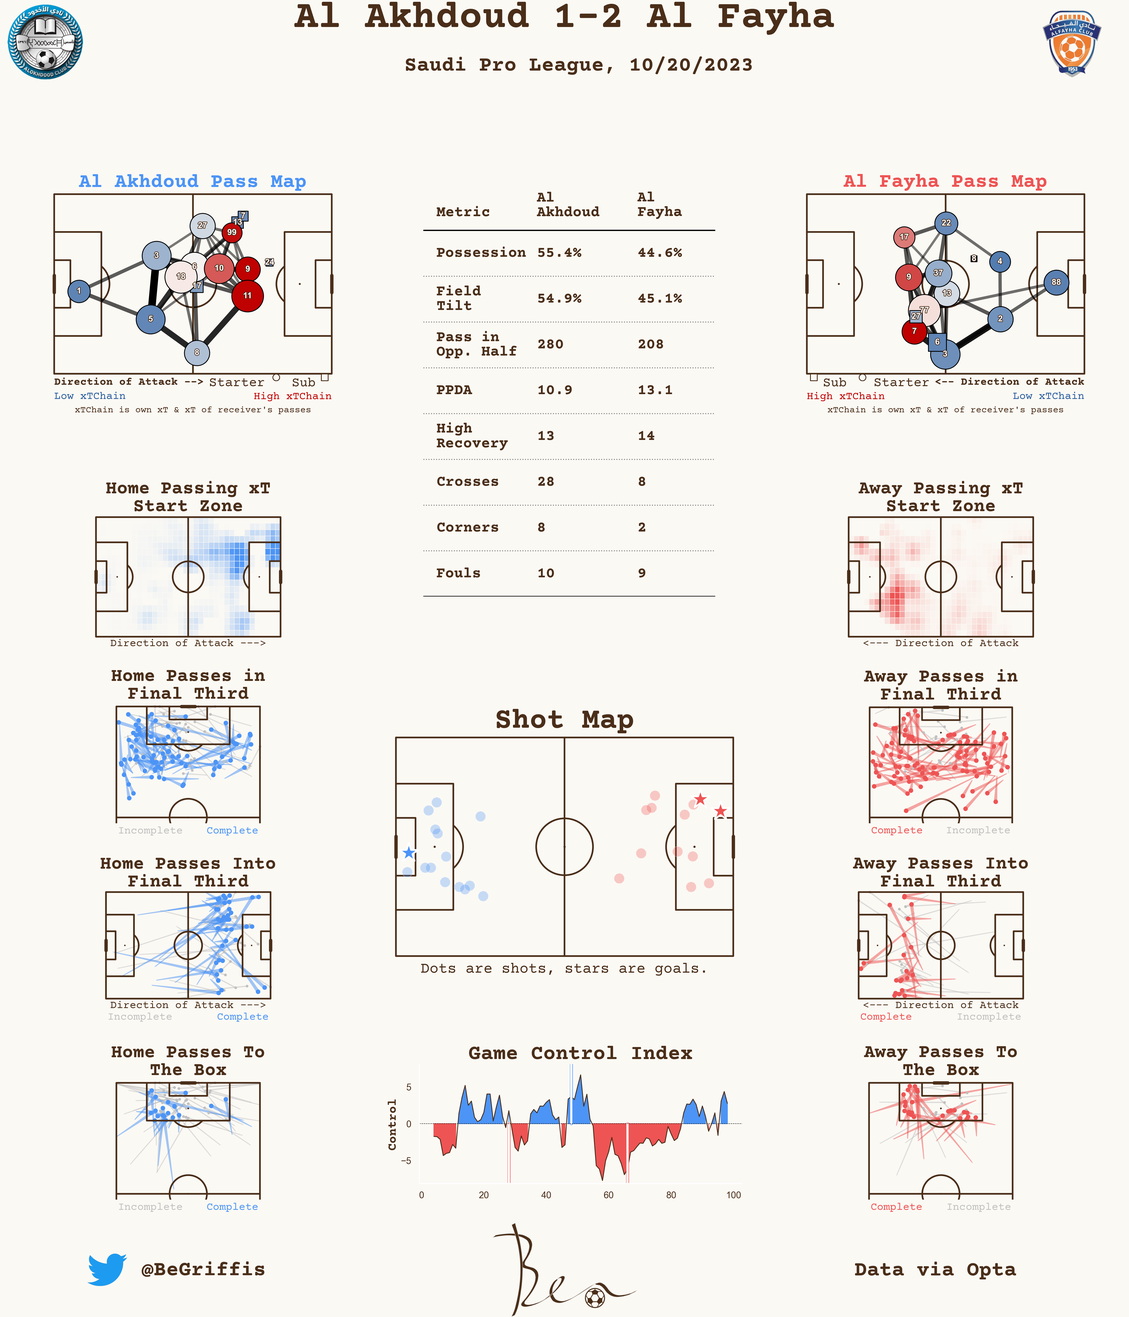 Al Akhdoud 1-2 Al Fayha
Saudi Pro League, 10/20/2023
نادي الأخدود
ALOKHDOOD CLUB
ALFAYHA CLUB
1953
Al Akhdoud Pass Map
27
7
13
99
3
6
10
9
24
18
17
1
11
5
8
Direction of Attack --> Starter Sub
Low xTChain High xTChain
xTChain is own xT & xT of receiver's passes
Metric Al Akhdoud Al Fayha
Possession 55.4% 44.6%
Field Tilt 54.9% 45.1%
Pass in Opp. Half 280 208
PPDA 10.9 13.1
High Recovery 13 14
Crosses 28 8
Corners 8 2
Fouls 10 9
Al Fayha Pass Map
22
17
8
4
9
37
88
13
77
27
2
7
6
3
Sub Starter <-- Direction of Attack
High xTChain Low xTChain
xTChain is own xT & xT of receiver's passes
Home Passing xT
Start Zone
Direction of Attack --->
Away Passing xT
Start Zone
<--- Direction of Attack
Home Passes in
Final Third
Incomplete Complete
Away Passes in
Final Third
Complete Incomplete
Shot Map
Dots are shots, stars are goals.
Home Passes Into
Final Third
Direction of Attack --->
Incomplete Complete
Away Passes Into
Final Third
<--- Direction of Attack
Complete Incomplete
Home Passes To
The Box
Incomplete Complete
Game Control Index
Control
5
0
−5
0 20 40 60 80 100
Away Passes To
The Box
Complete Incomplete
@BeGriffis
Ben
Data via Opta